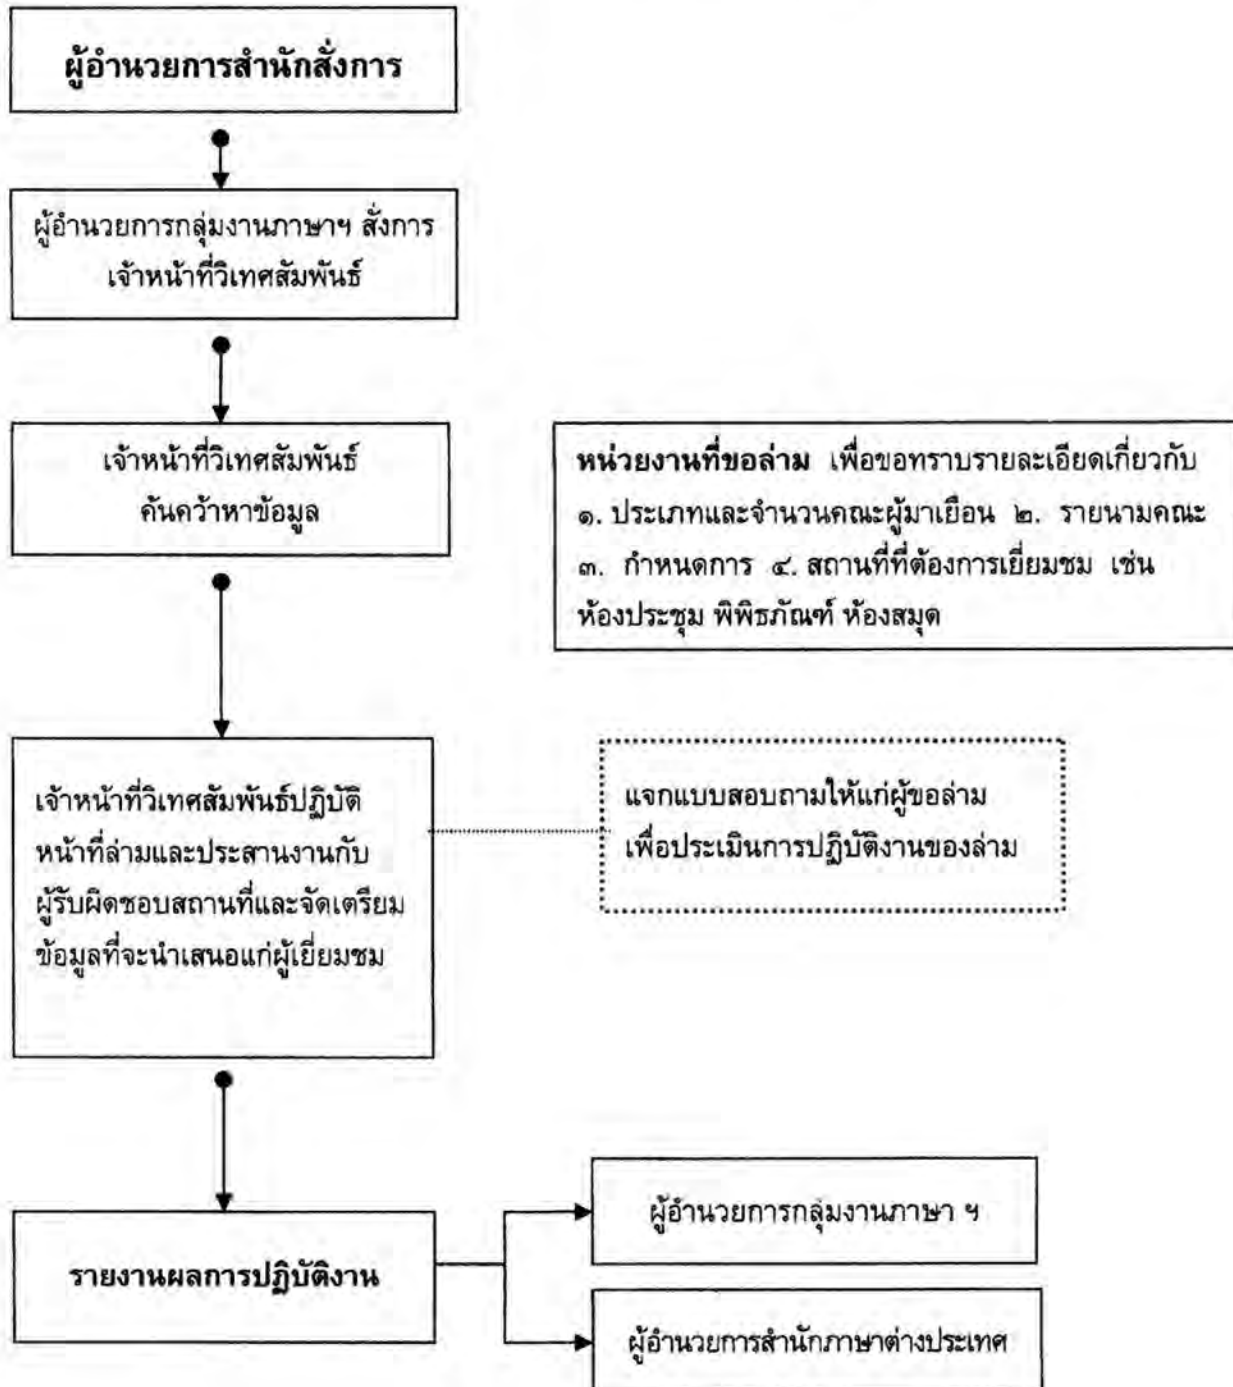 ผู้อำนวยการสำนักสั่งการ
ผู้อำนวยการกลุ่มงานภาษาฯ สั่งการ
เจ้าหน้าที่วิเทศสัมพันธ์
เจ้าหน้าที่วิเทศสัมพันธ์
ค้นคว้าหาข้อมูล
หน่วยงานที่ขอล่าม เพื่อขอทราบรายละเอียดเกี่ยวกับ
๑. ประเภทและจำนวนคณะผู้มาเยือน ๒. รายนามคณะ
๓. กำหนดการ ๔. สถานที่ที่ต้องการเยี่ยมชม เช่น
ห้องประชุม พิพิธภัณฑ์ ห้องสมุด
เจ้าหน้าที่วิเทศสัมพันธ์ปฏิบัติ
หน้าที่ล่ามและประสานงานกับ
ผู้รับผิดชอบสถานที่และจัดเตรียม
ข้อมูลที่จะนำเสนอแก่ผู้เยี่ยมชม
แจกแบบสอบถามให้แก่ผู้ขอล่าม
เพื่อประเมินการปฏิบัติงานของล่าม
รายงานผลการปฏิบัติงาน
ผู้อำนวยการกลุ่มงานภาษา ฯ
ผู้อำนวยการสำนักภาษาต่างประเทศ